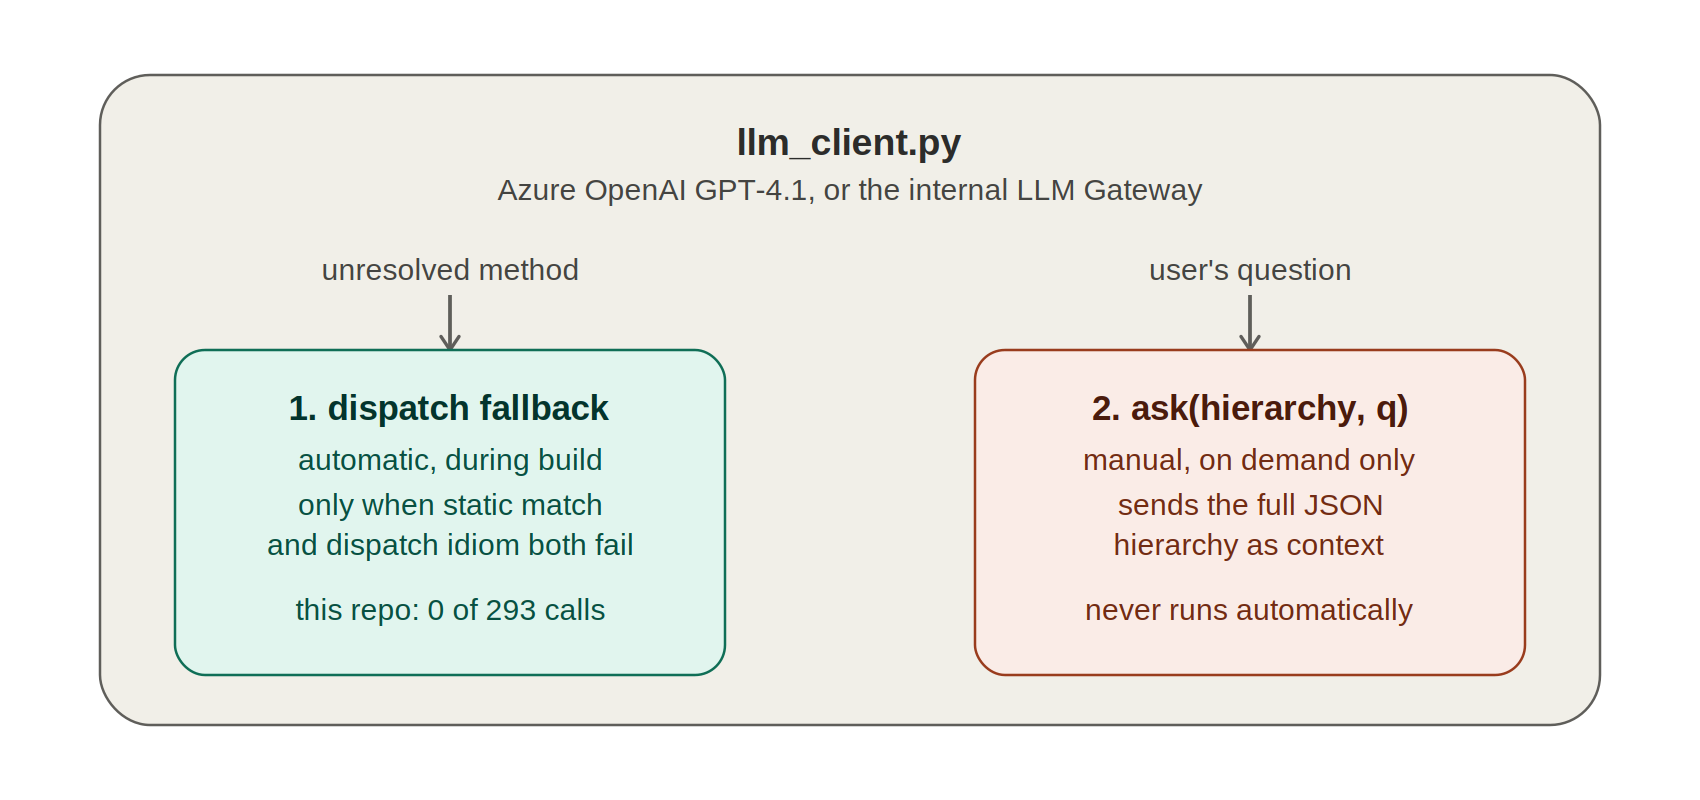 llm_client.py
Azure OpenAI GPT-4.1, or the internal LLM Gateway
unresolved method
user's question
1. dispatch fallback
automatic, during build
only when static match
and dispatch idiom both fail
this repo: 0 of 293 calls
2. ask(hierarchy, q)
manual, on demand only
sends the full JSON
hierarchy as context
never runs automatically